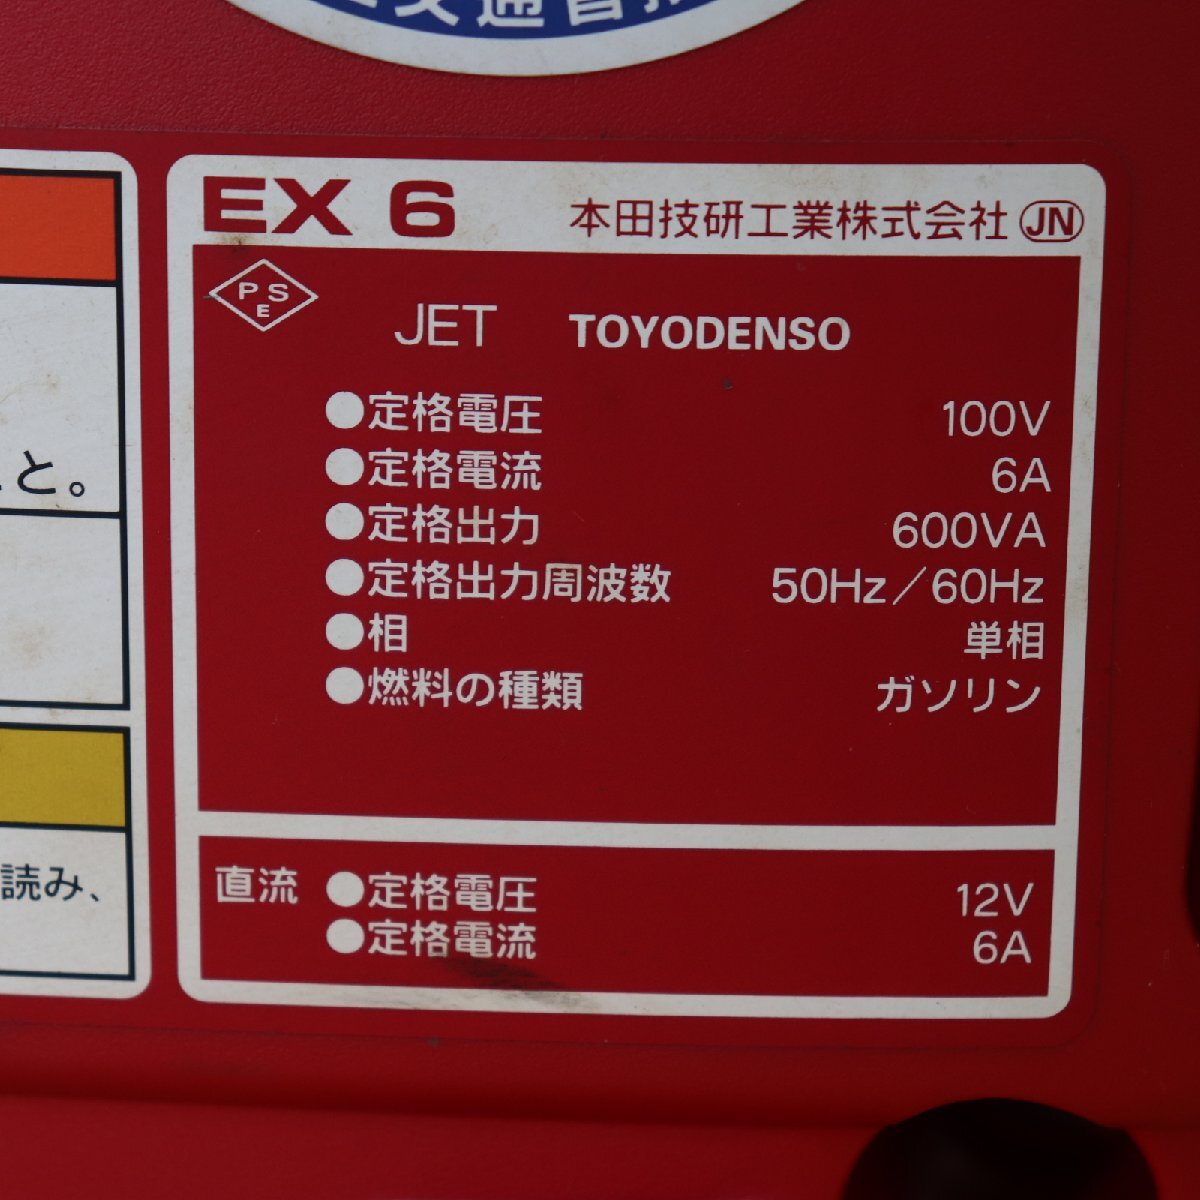 交通
EX 6
本田技研工業株式会社 JN
PSE
JET TOYODENSO
●定格電圧 100V
●定格電流 6A
と。
●定格出力 600VA
●定格出力周波数 50Hz/60Hz
●相 単相
●燃料の種類 ガソリン
読み、
直流 ●定格電圧 12V
●定格電流 6A